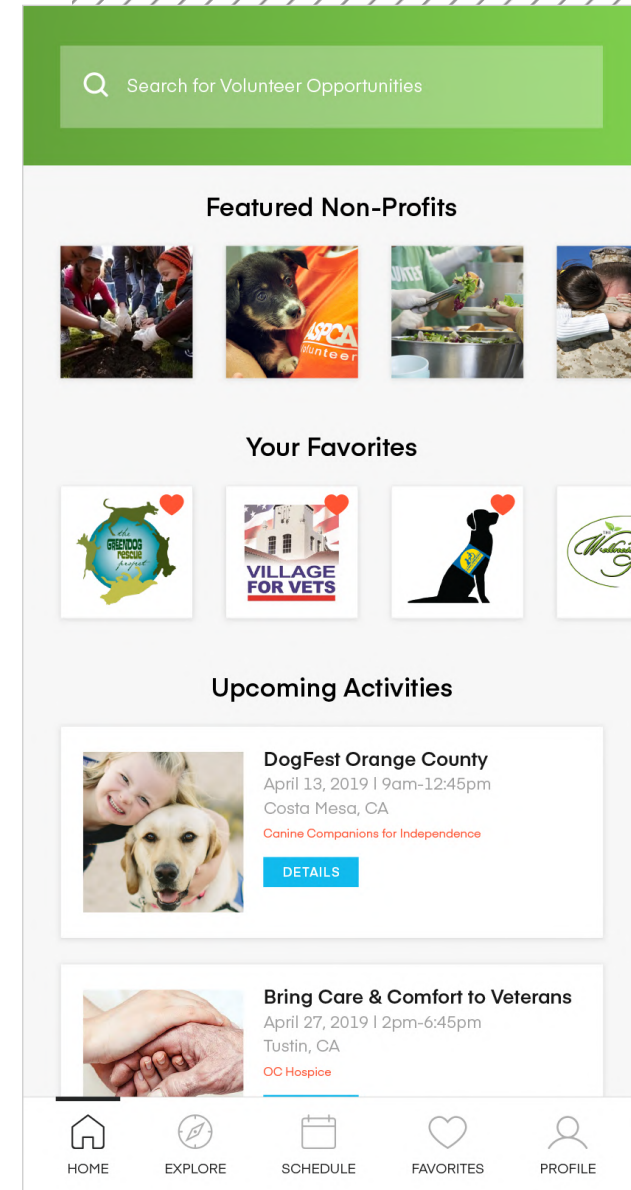 Search for Volunteer Opportunities
Featured Non-Profits
ASPCA
Volunteer
Your Favorites
the
GREENDOG
RESCUE
project
VILLAGE
FOR VETS
THE
Upcoming Activities
DogFest Orange County
April 13, 2019 | 9am-12:45pm
Costa Mesa, CA
Canine Companions for Independence
DETAILS
Bring Care & Comfort to Veterans
April 27, 2019 | 2pm-6:45pm
Tustin, CA
OC Hospice
HOME EXPLORE SCHEDULE FAVORITES PROFILE